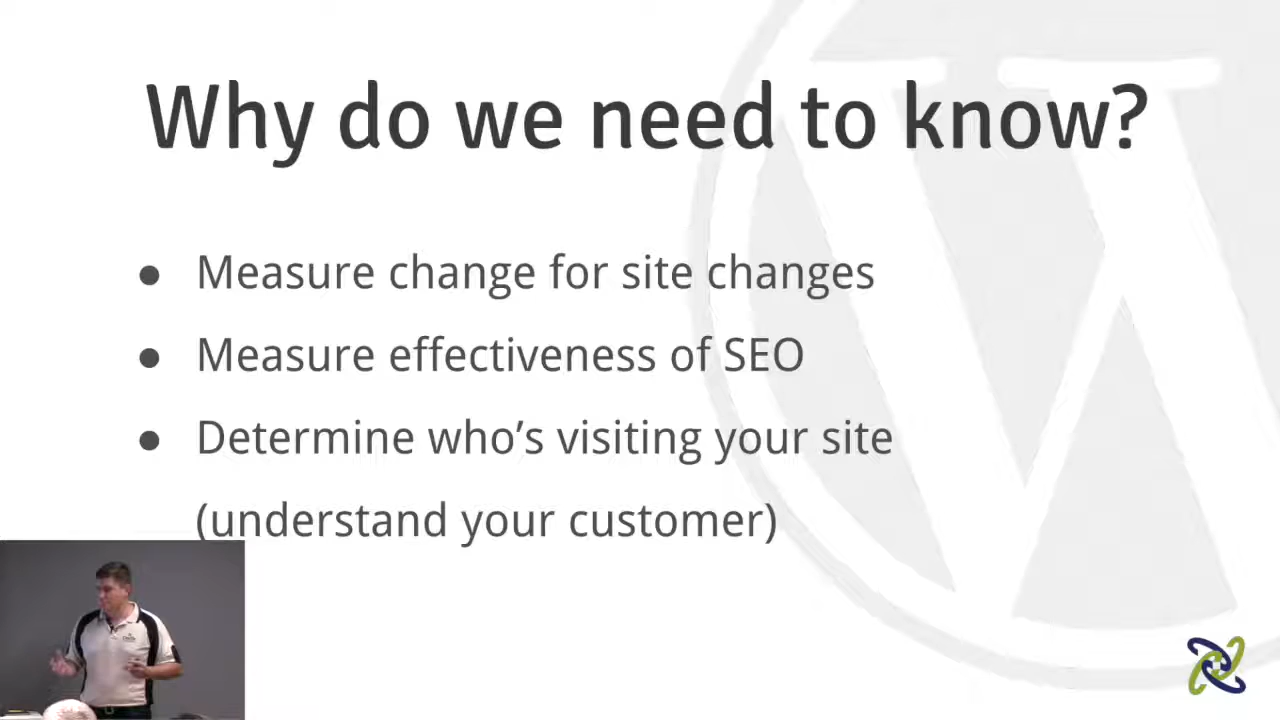 Why do we need to know?
● Measure change for site changes
● Measure effectiveness of SEO
● Determine who’s visiting your site
(understand your customer)